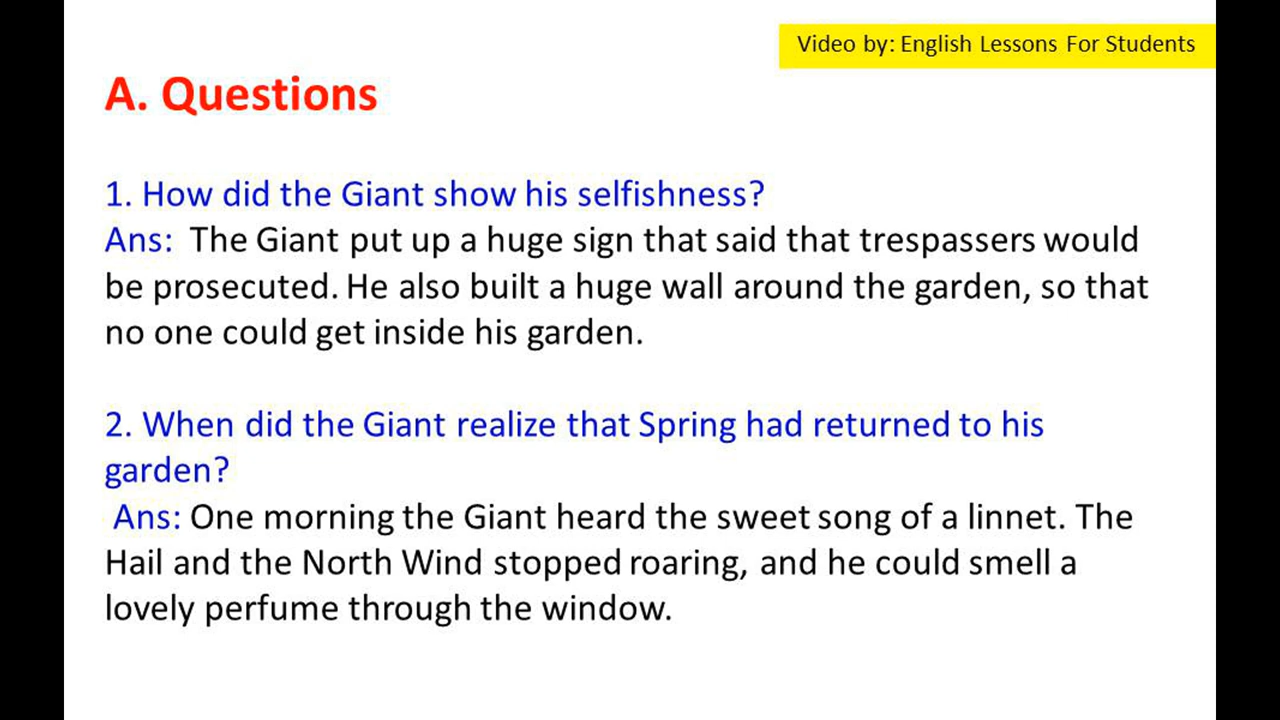 Video by: English Lessons For Students
A. Questions
1. How did the Giant show his selfishness?
Ans: The Giant put up a huge sign that said that trespassers would
be prosecuted. He also built a huge wall around the garden, so that
no one could get inside his garden.
2. When did the Giant realize that Spring had returned to his
garden?
Ans: One morning the Giant heard the sweet song of a linnet. The
Hail and the North Wind stopped roaring, and he could smell a
lovely perfume through the window.